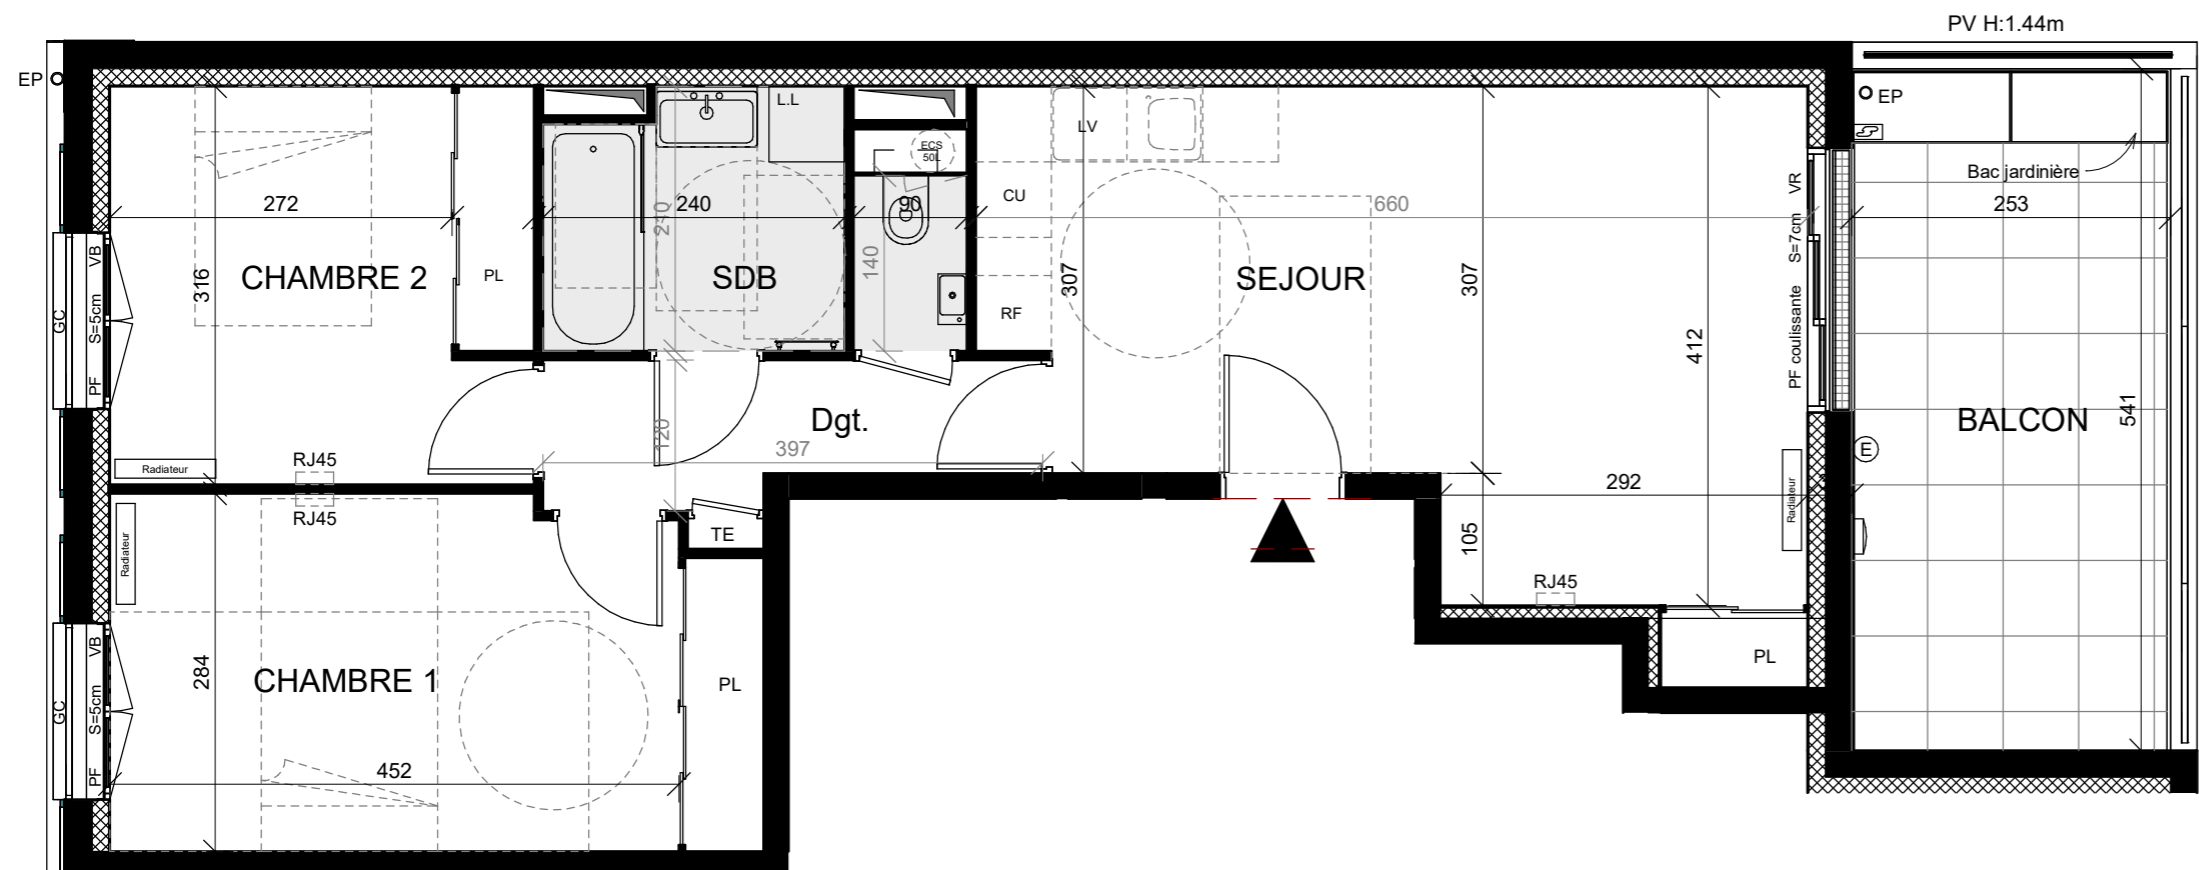 PV H:1.44m
EP
EP
L.L
LV
ECS
50L
Bac jardinière
CU
VR
S=7cm
PF coulissante
272
240
240
90
660
253
316
CHAMBRE 2
PL
SDB
140
307
SEJOUR
307
RF
412
VB
S=5cm
PF
GC
Dgt.
120
397
BALCON
541
E
Radiateur
RJ45
RJ45
292
Radiateur
TE
105
RJ45
Radiateur
PL
VB
S=5cm
PF
GC
284
CHAMBRE 1
PL
452